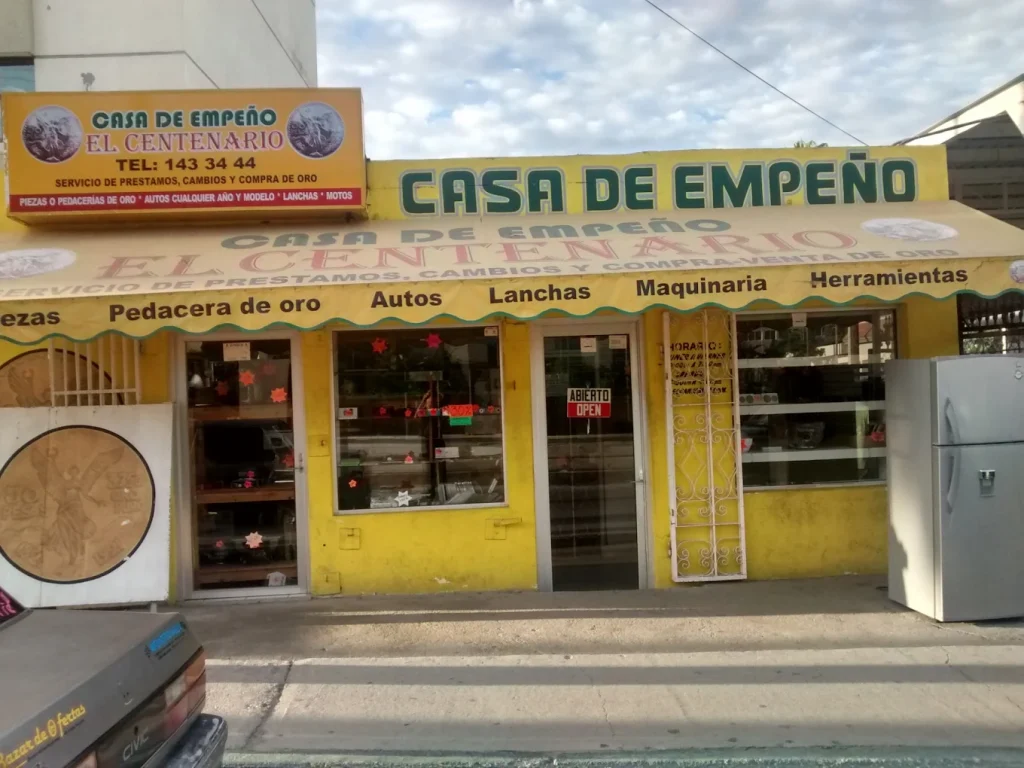 CASA DE EMPEÑO
EL CENTENARIO
TEL: 143 34 44
SERVICIO DE PRESTAMOS, CAMBIOS Y COMPRA DE ORO
PIEZAS O PEDACERÍAS DE ORO * AUTOS CUALQUIER AÑO Y MODELO * LANCHAS * MOTOS
CASA DE EMPEÑO
CASA DE EMPEÑO
EL CENTENARIO
SERVICIO DE PRESTAMOS, CAMBIOS Y COMPRA-VENTA DE ORO
ezas Pedacera de oro Autos Lanchas Maquinaria Herramientas
HORARIO:
ABIERTO
OPEN
Bazar de Ofertas
CIVIC